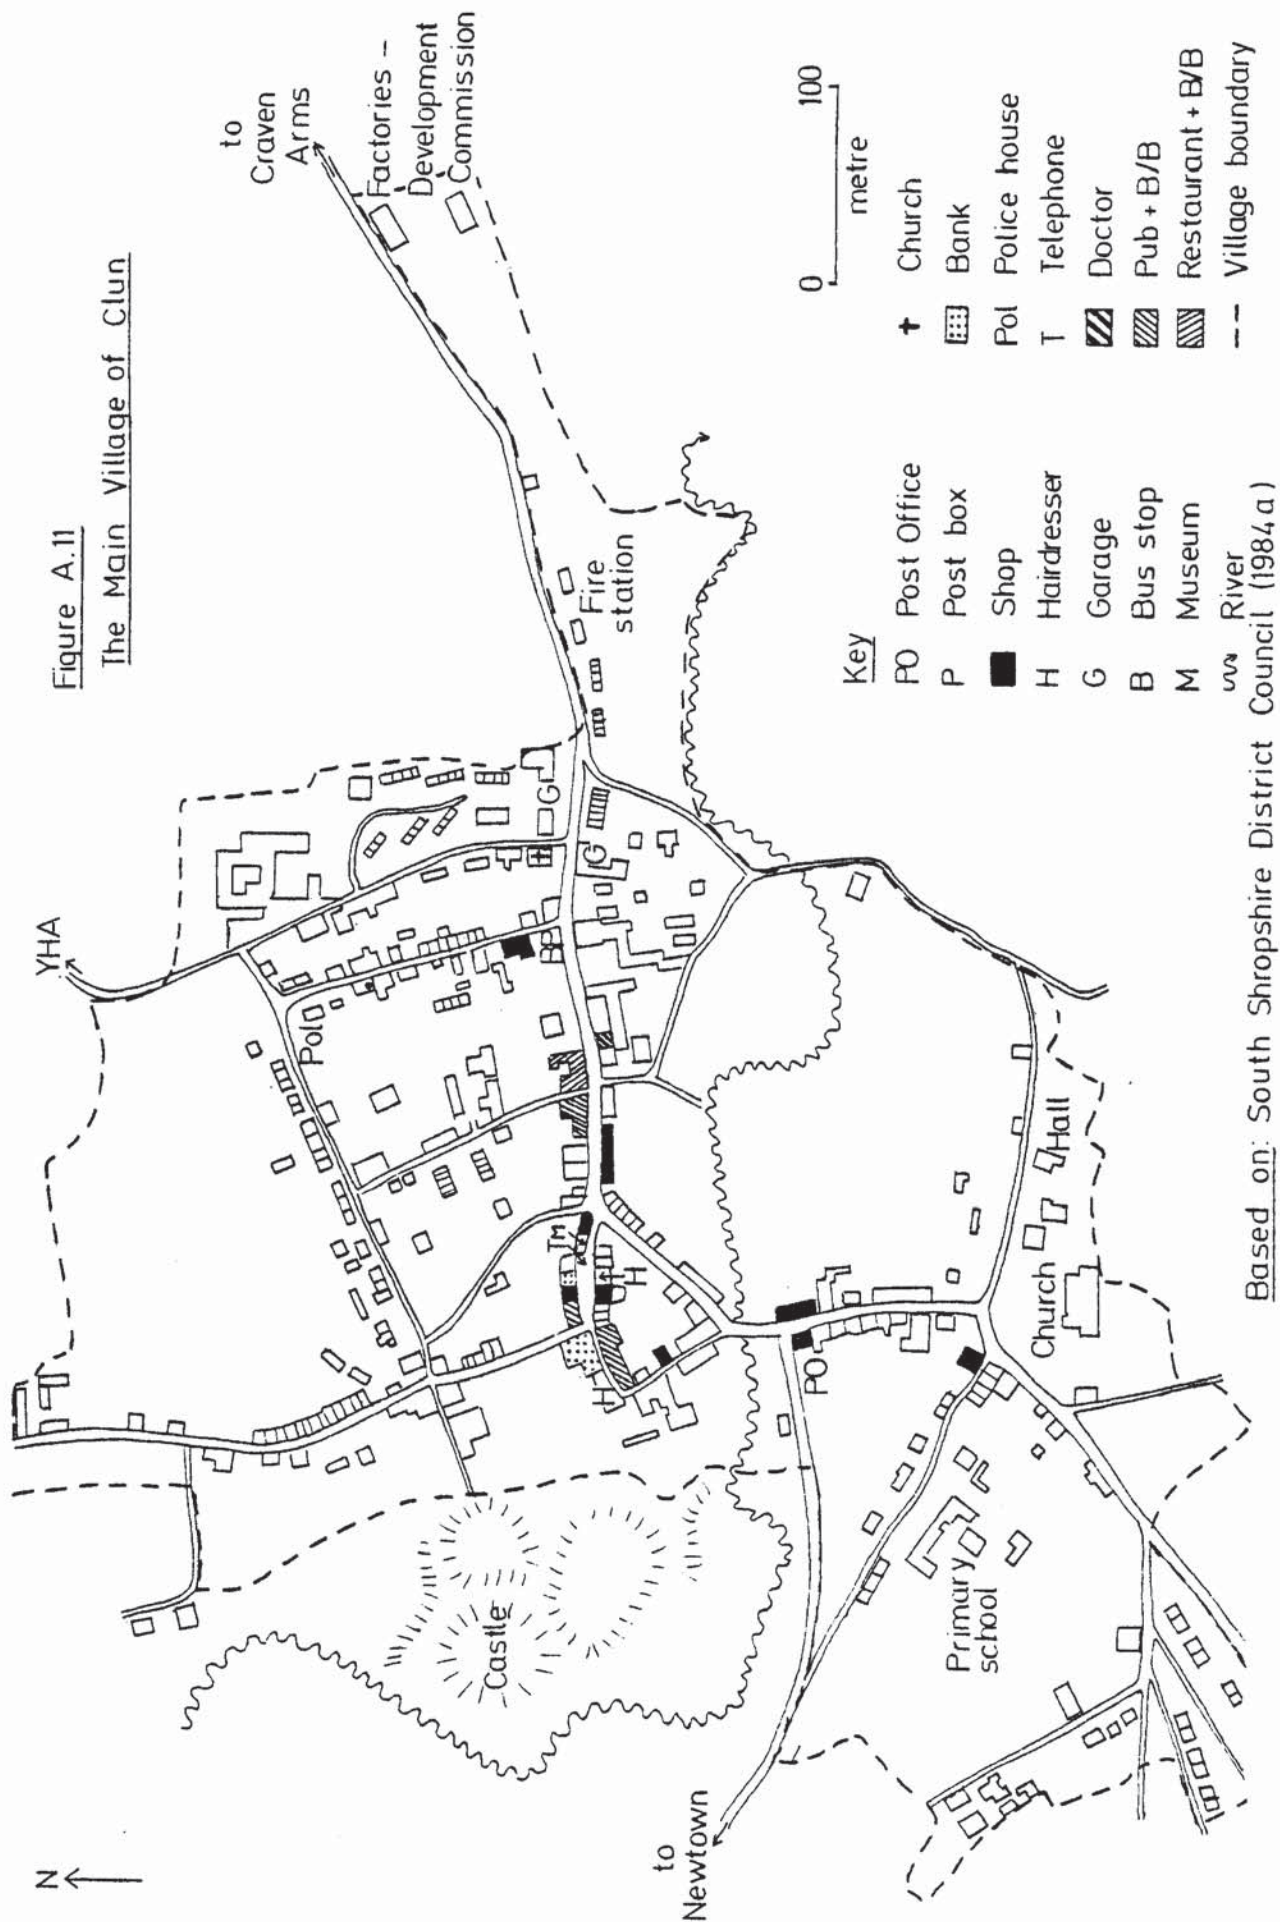 Figure A.11
The Main Village of Clun
N
YHA
to
Craven
Arms
Factories –
Development
Commission
Pol
G
G
Fire
station
Castle
TM
H
H
PO
to
Newtown
Primary
school
Church
Hall
0 100
metre
Key
PO Post Office
P Post box
Shop
H Hairdresser
G Garage
B Bus stop
M Museum
River
Church
Bank
Pol Police house
T Telephone
Doctor
Pub + B/B
Restaurant + B/B
Village boundary
Based on: South Shropshire District Council (1984a)